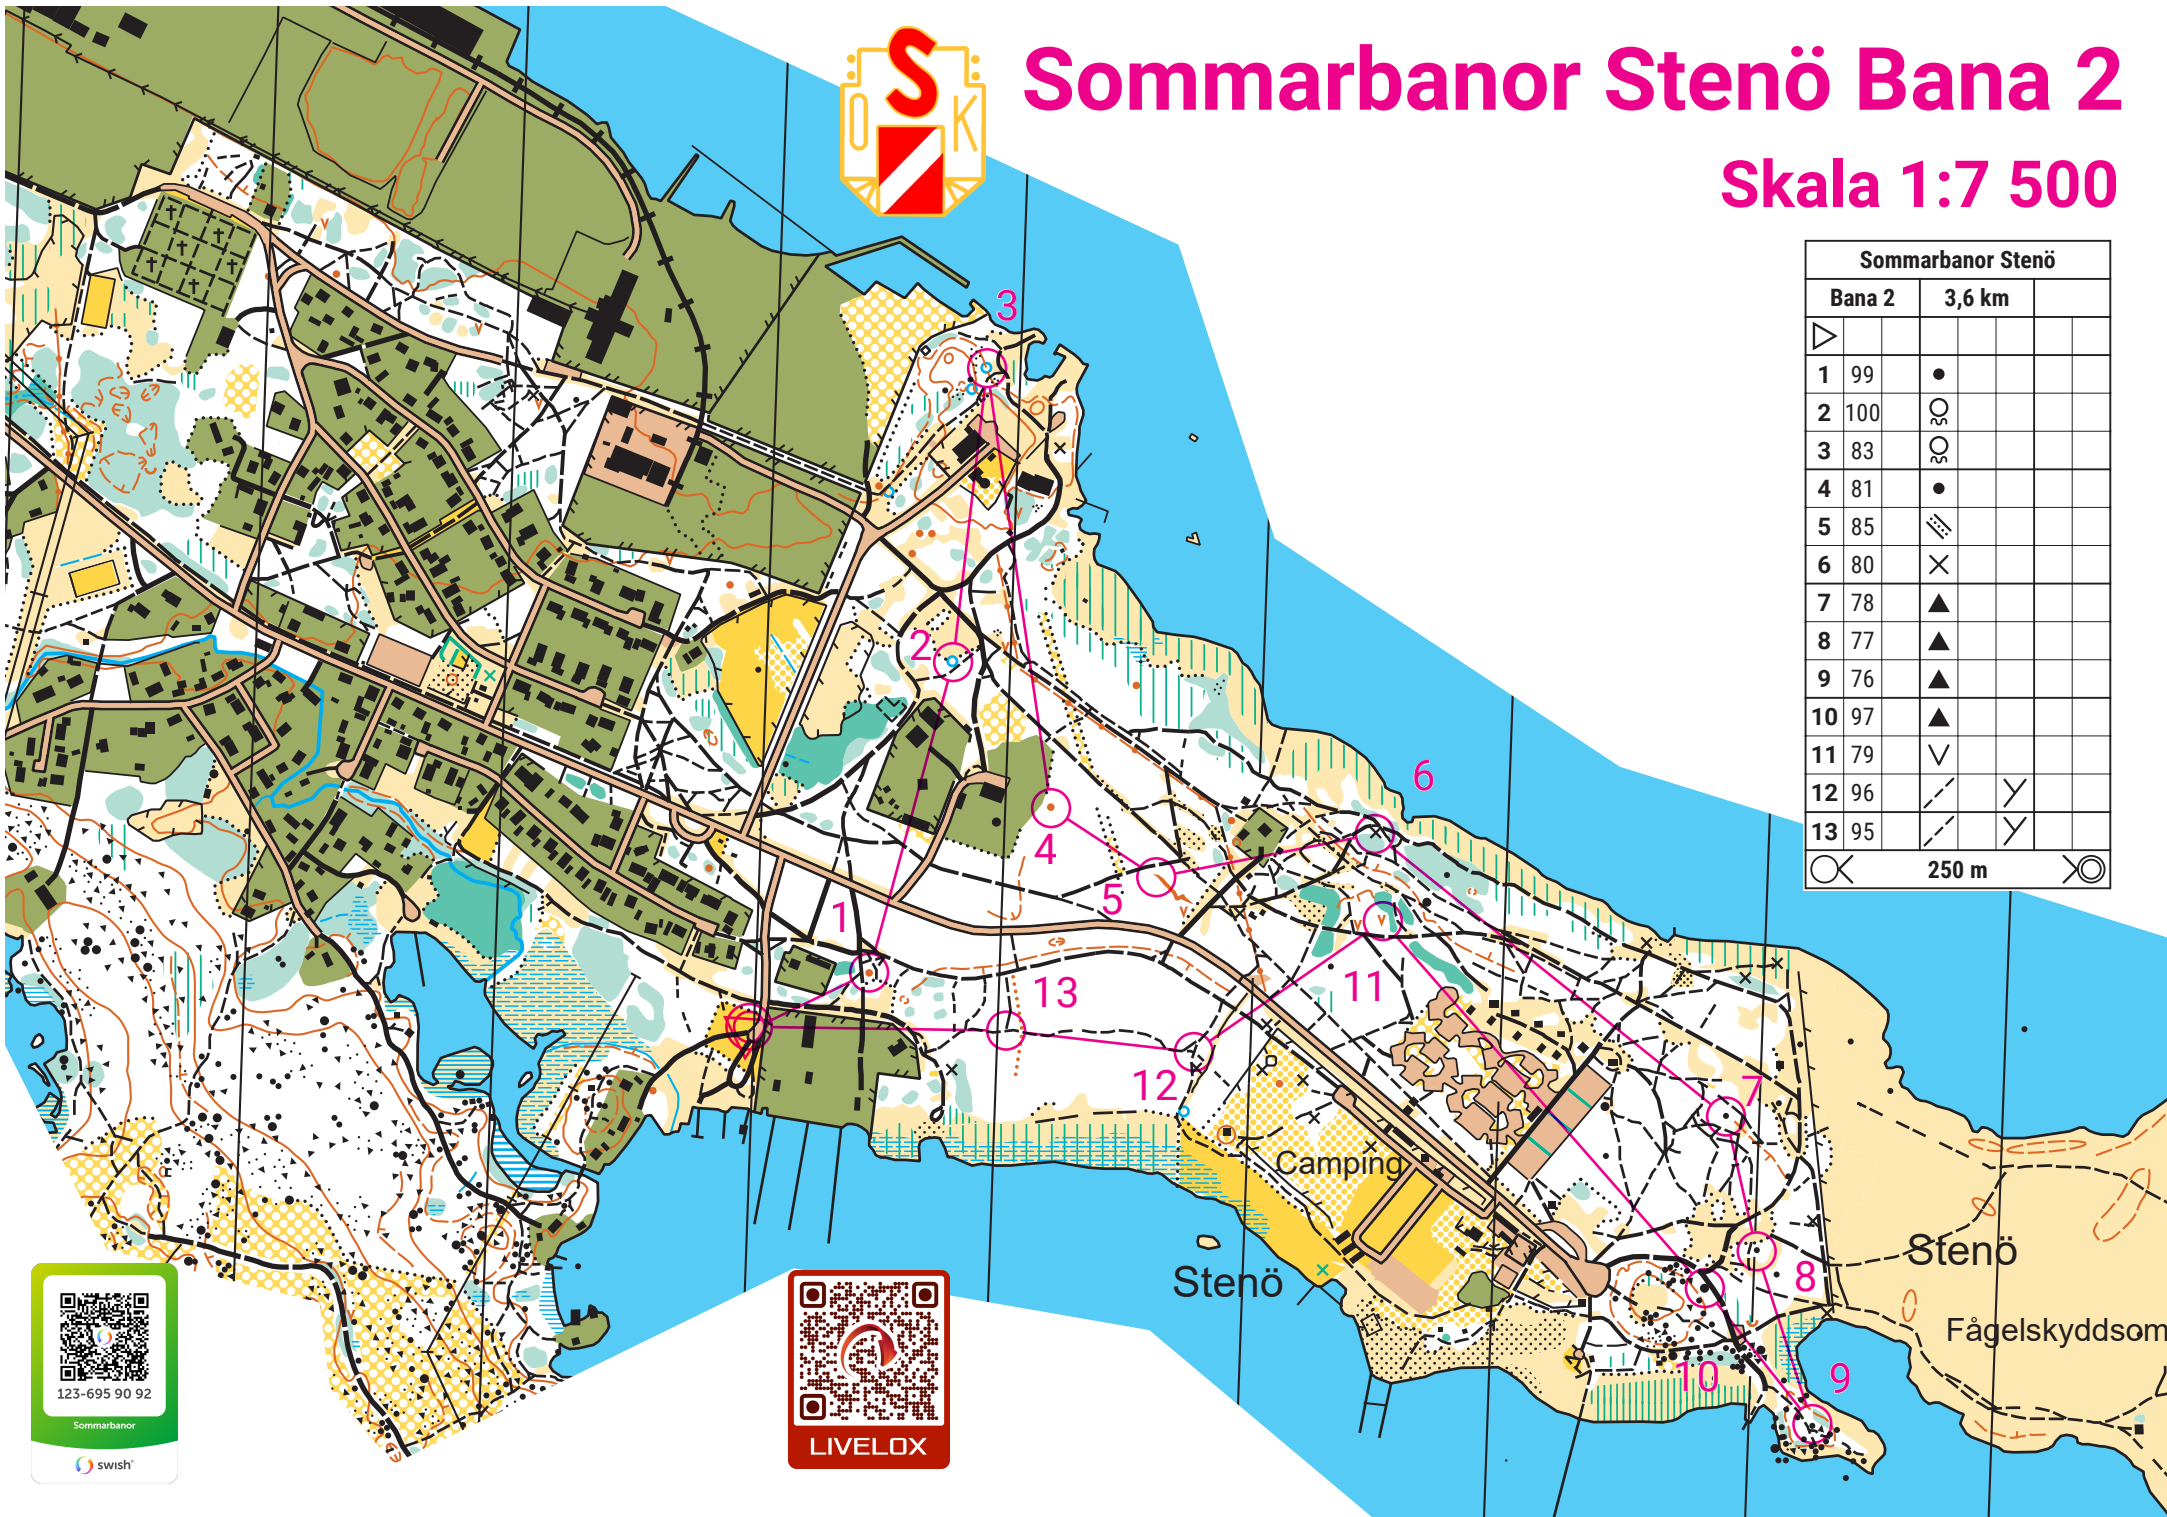 Sommarbanor Stenö Bana 2
Skala 1:7 500
S
O K
Sommarbanor Stenö
Bana 2 3,6 km
1 99
2 100
3 83
4 81
5 85
6 80
7 78
8 77
9 76
10 97
11 79
12 96
13 95
250 m
3
2
6
4
5
1
11
13
12
7
Camping
Stenö
8
Stenö
Fågelskyddsom
10
9
123-695 90 92
Sommarbanor
swish
LIVELOX